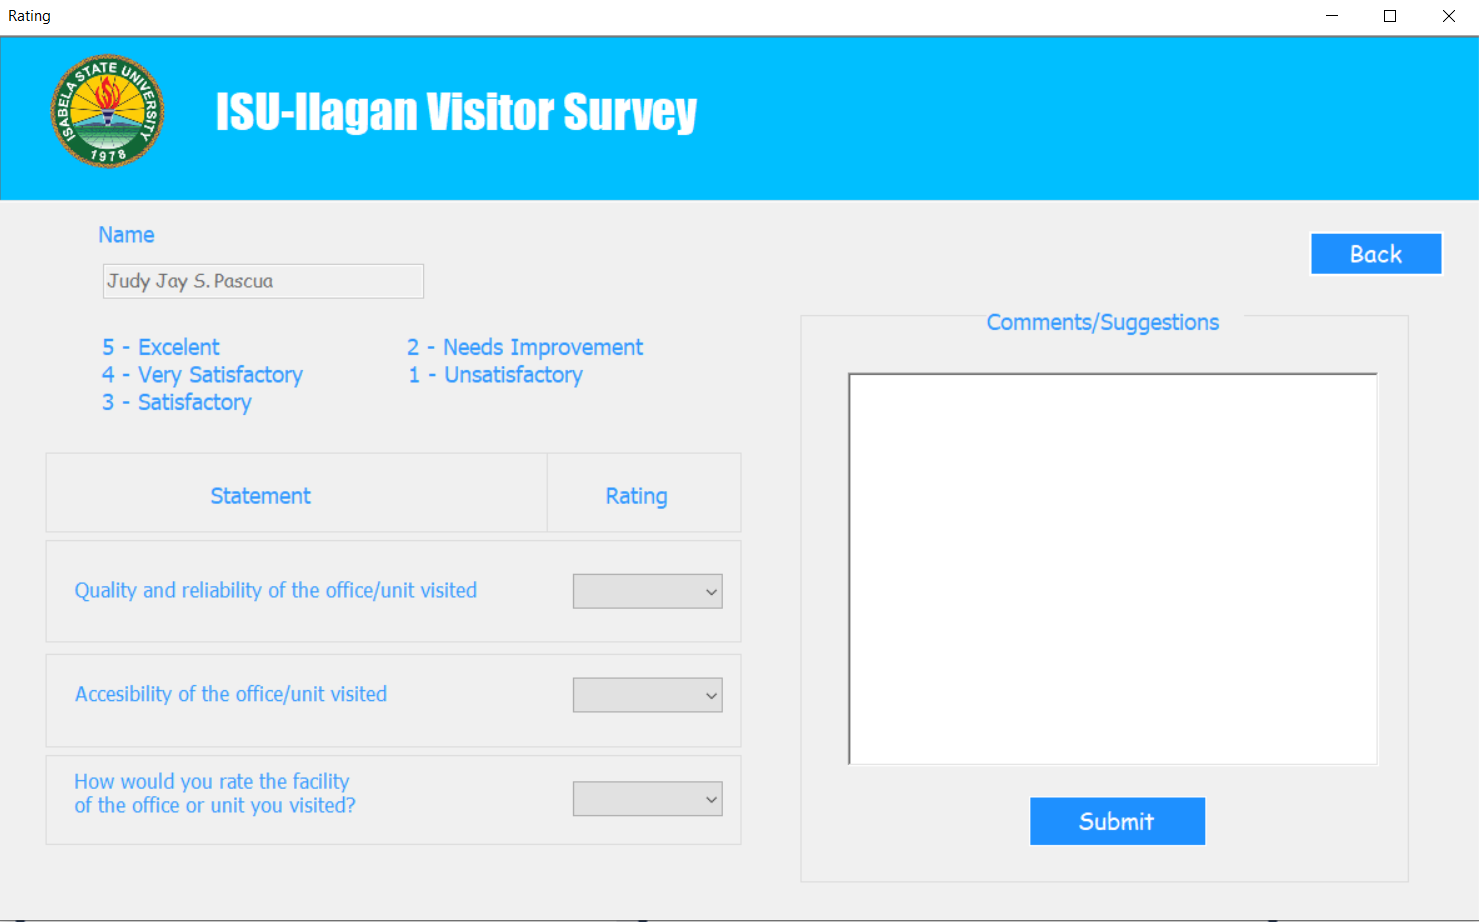 Rating
ISABELA STATE UNIVERSITY
1978
ISU-Ilagan Visitor Survey
Name
Judy Jay S. Pascua
Back
5 - Excelent
4 - Very Satisfactory
3 - Satisfactory
2 - Needs Improvement
1 - Unsatisfactory
Statement
Rating
Quality and reliability of the office/unit visited
Accesibility of the office/unit visited
How would you rate the facility
of the office or unit you visited?
Comments/Suggestions
Submit